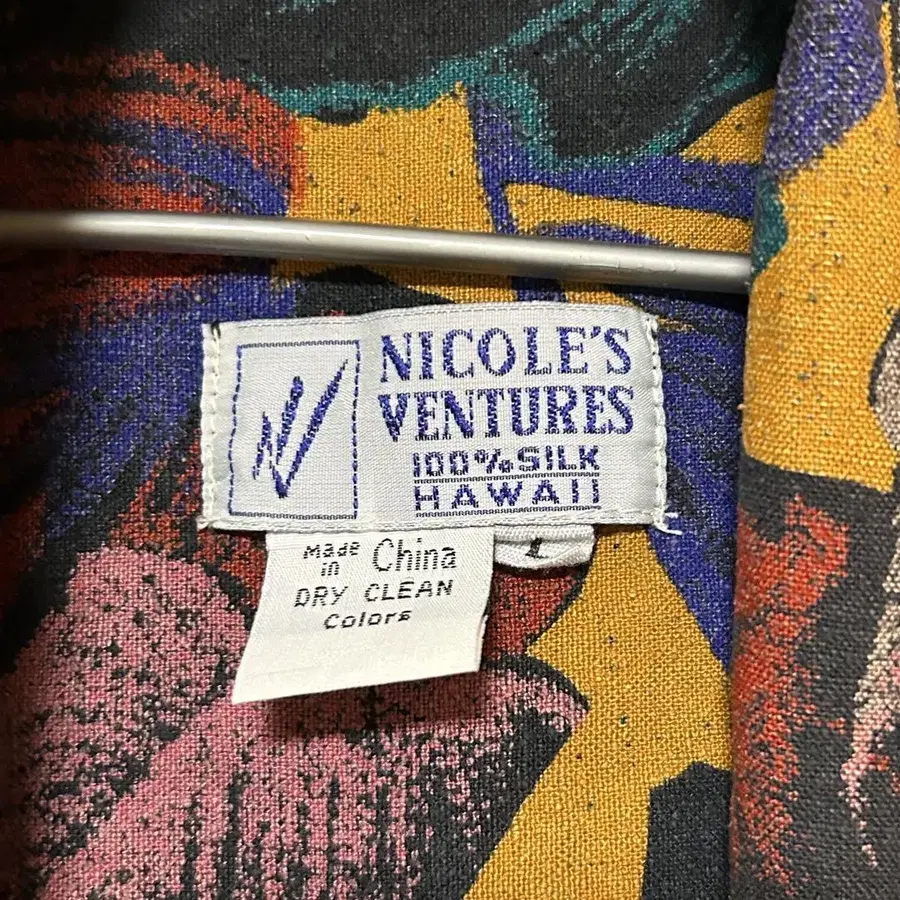 NICOLE'S
VENTURES
100% SILK
HAWAII
Made in China
DRY CLEAN
Colors